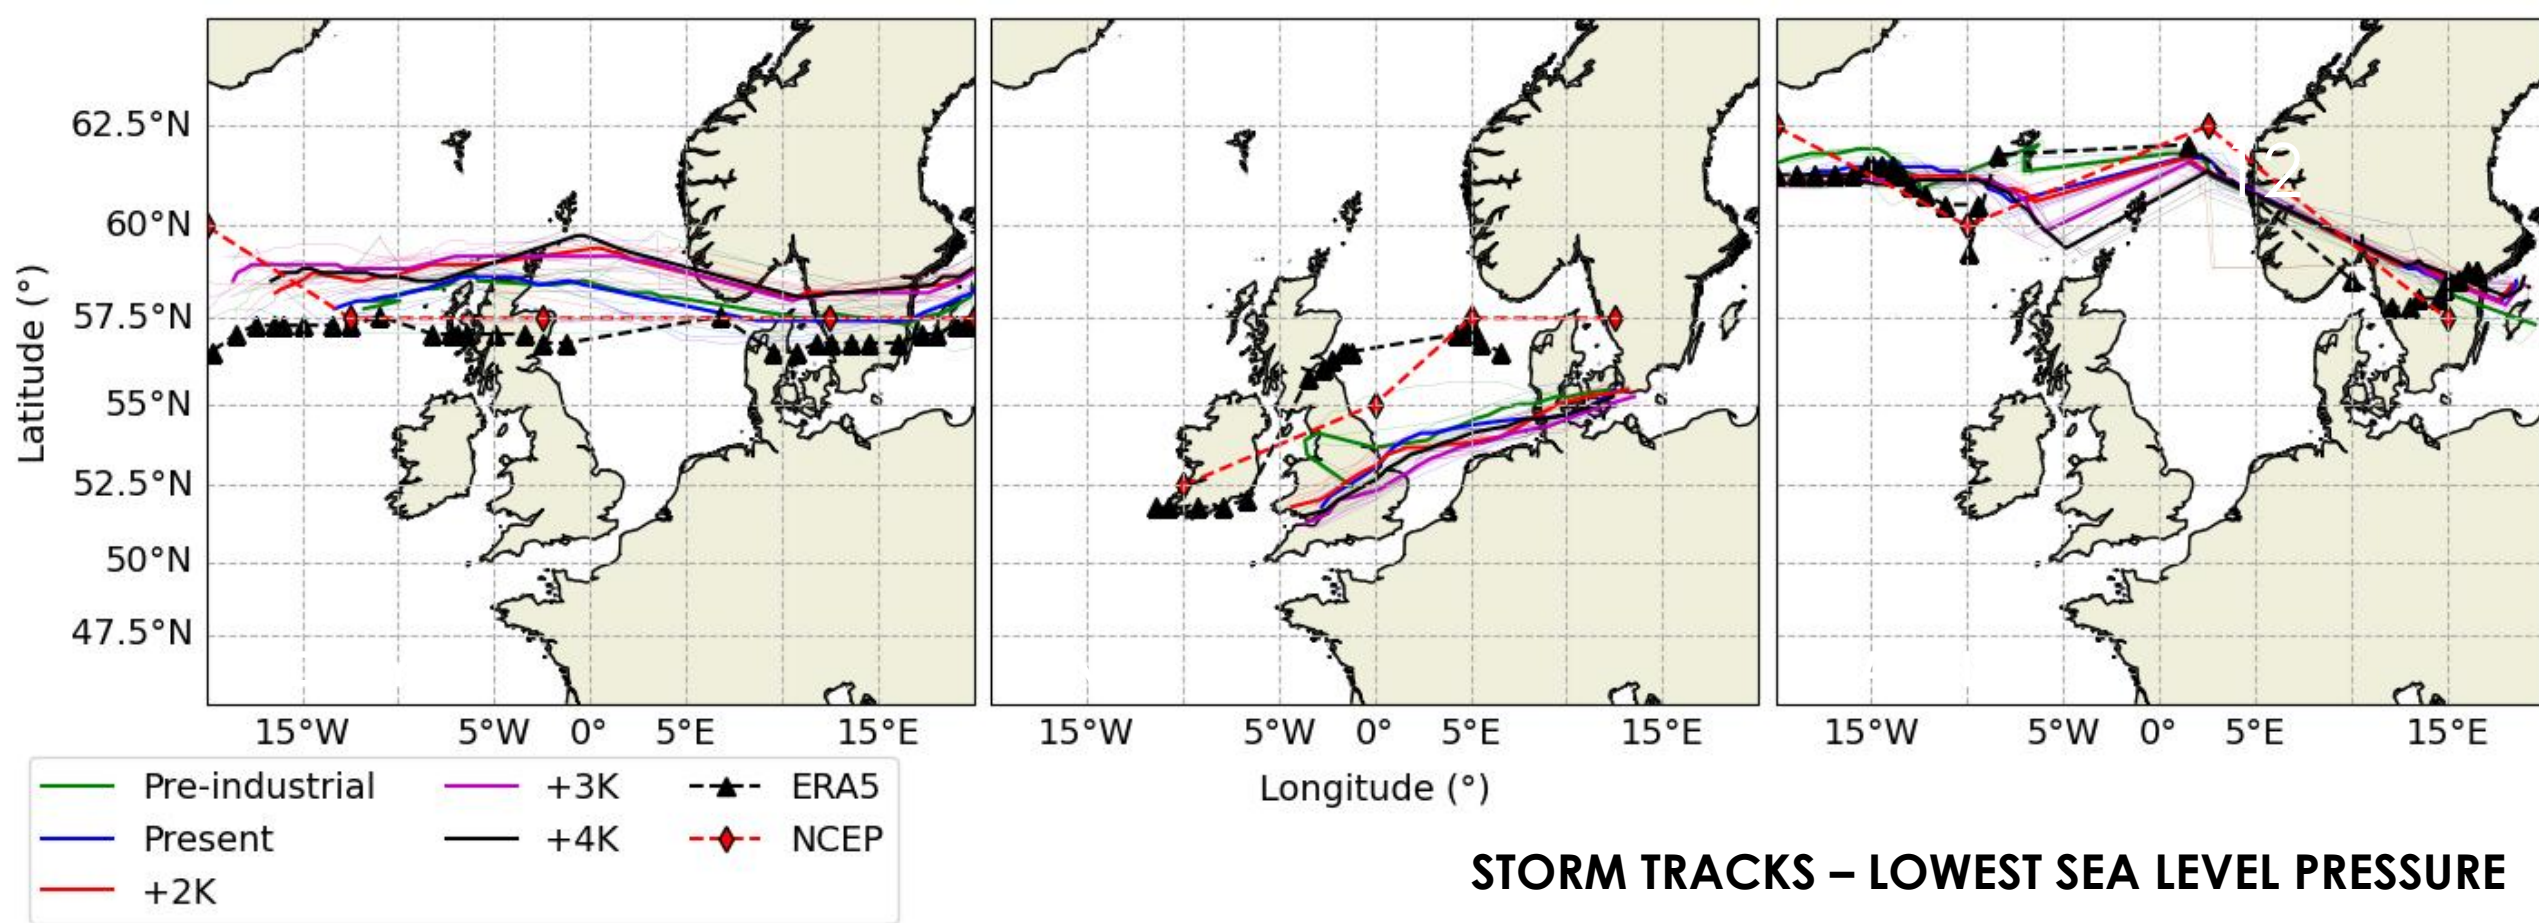 62.5°N
60°N
57.5°N
55°N
52.5°N
50°N
47.5°N
Latitude (°)
15°W 5°W 0° 5°E 15°E
15°W 5°W 0° 5°E 15°E
15°W 5°W 0° 5°E 15°E
Longitude (°)
12
Pre-industrial
Present
+2K
+3K
+4K
ERA5
NCEP
STORM TRACKS – LOWEST SEA LEVEL PRESSURE